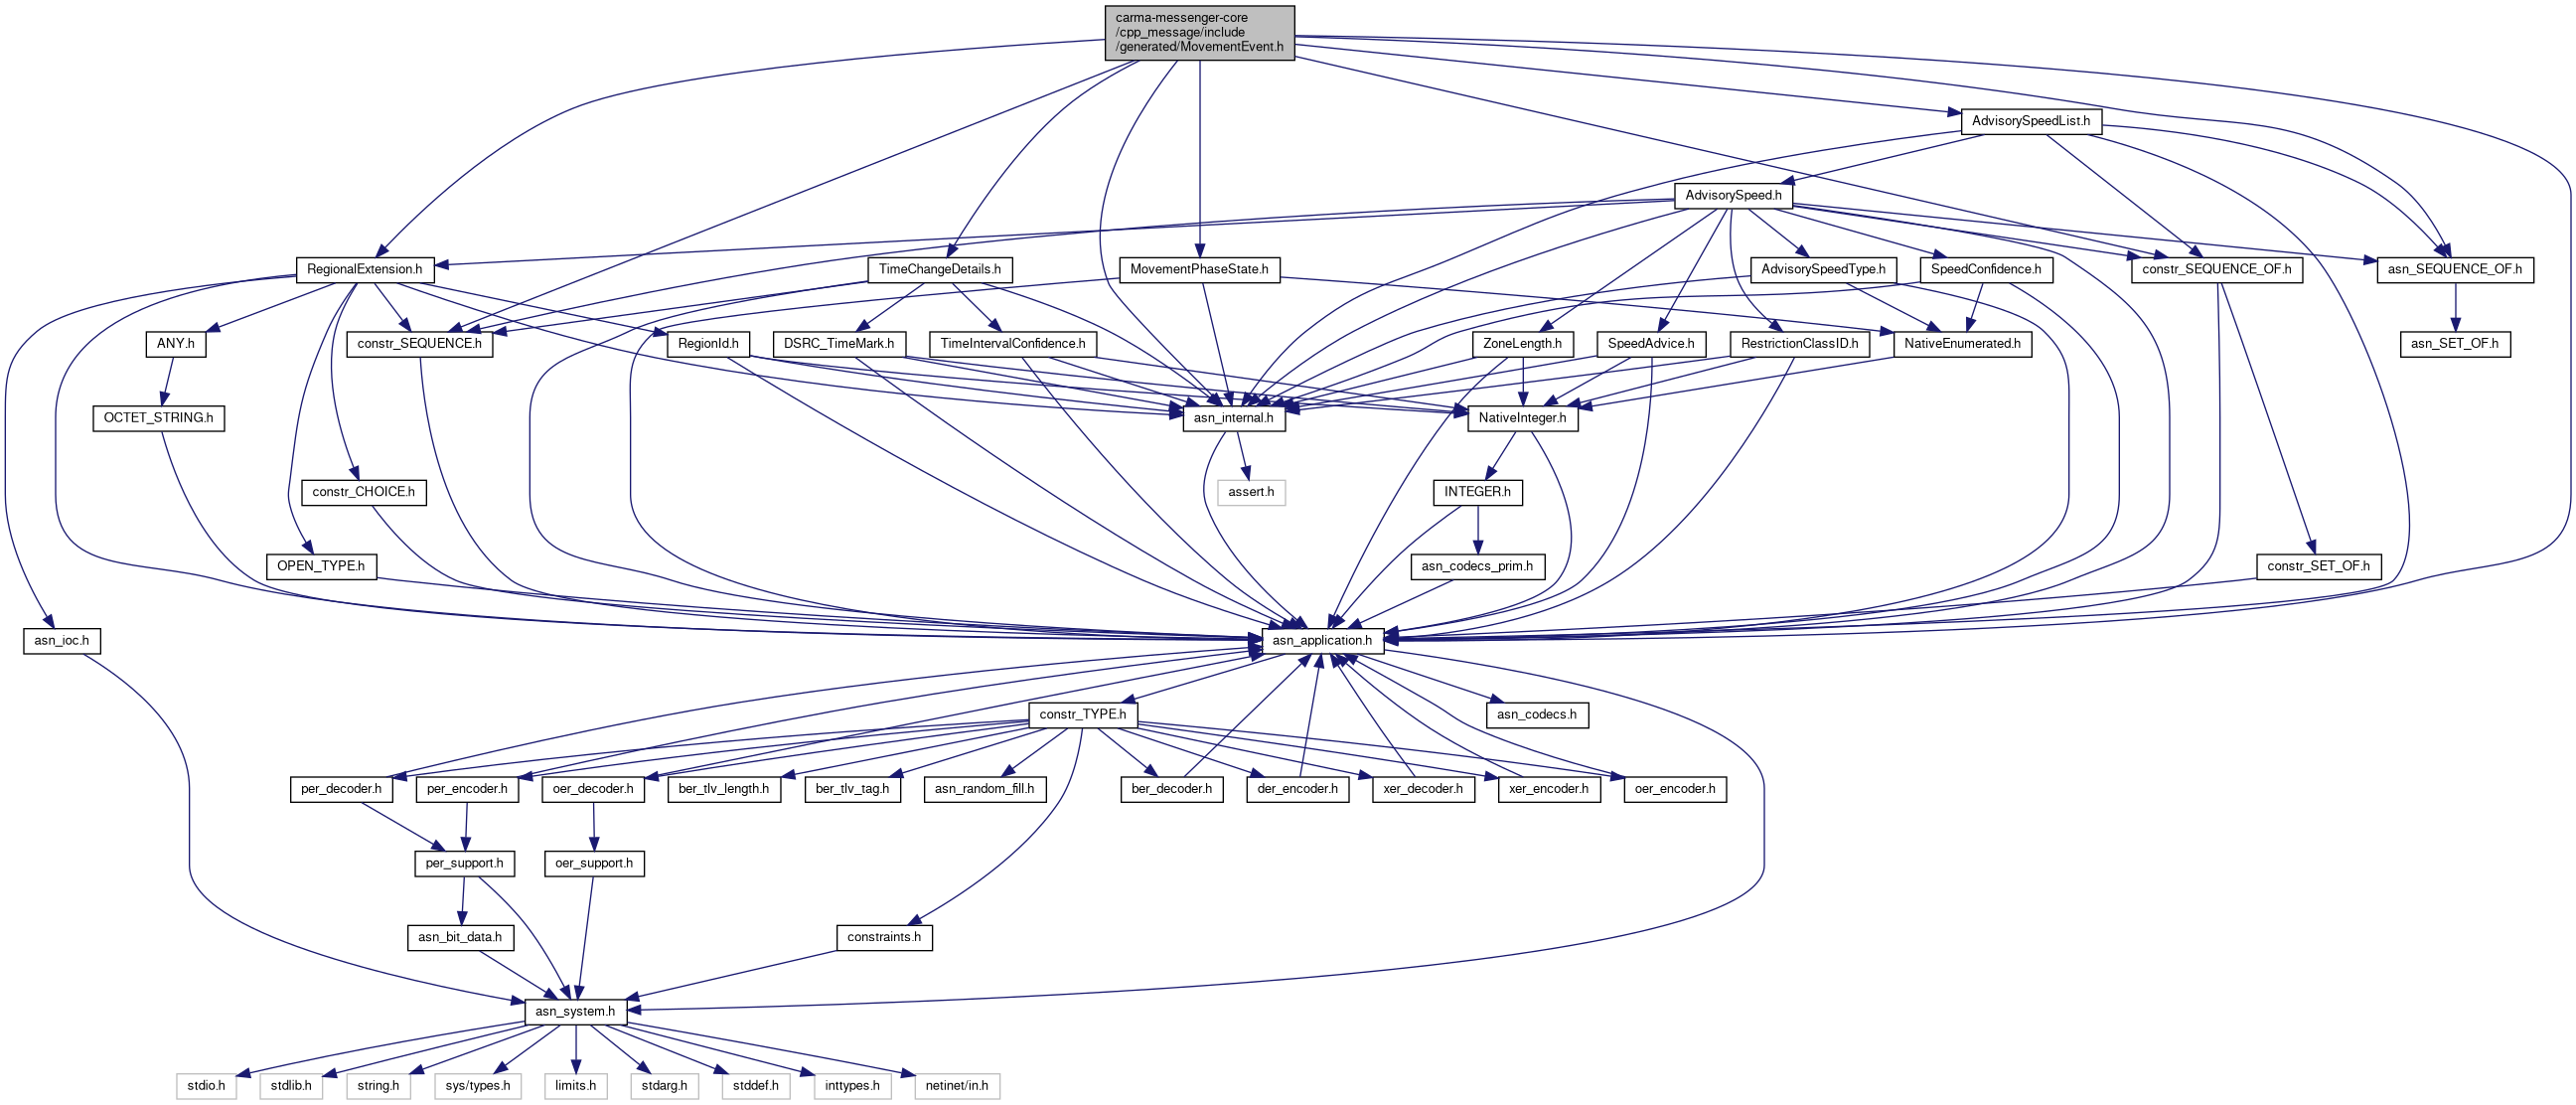 carma-messenger-core
/cpp_message/include
/generated/MovementEvent.h
AdvisorySpeedList.h
AdvisorySpeed.h
RegionalExtension.h
TimeChangeDetails.h
MovementPhaseState.h
AdvisorySpeedType.h
SpeedConfidence.h
constr_SEQUENCE_OF.h
asn_SEQUENCE_OF.h
ANY.h
constr_SEQUENCE.h
RegionId.h
DSRC_TimeMark.h
TimeIntervalConfidence.h
ZoneLength.h
SpeedAdvice.h
RestrictionClassID.h
NativeEnumerated.h
asn_SET_OF.h
OCTET_STRING.h
asn_internal.h
NativeInteger.h
constr_CHOICE.h
assert.h
INTEGER.h
OPEN_TYPE.h
asn_codecs_prim.h
constr_SET_OF.h
asn_ioc.h
asn_application.h
constr_TYPE.h
asn_codecs.h
per_decoder.h
per_encoder.h
oer_decoder.h
ber_tlv_length.h
ber_tlv_tag.h
asn_random_fill.h
ber_decoder.h
der_encoder.h
xer_decoder.h
xer_encoder.h
oer_encoder.h
per_support.h
oer_support.h
asn_bit_data.h
constraints.h
asn_system.h
stdio.h
stdlib.h
string.h
sys/types.h
limits.h
stdarg.h
stddef.h
inttypes.h
netinet/in.h